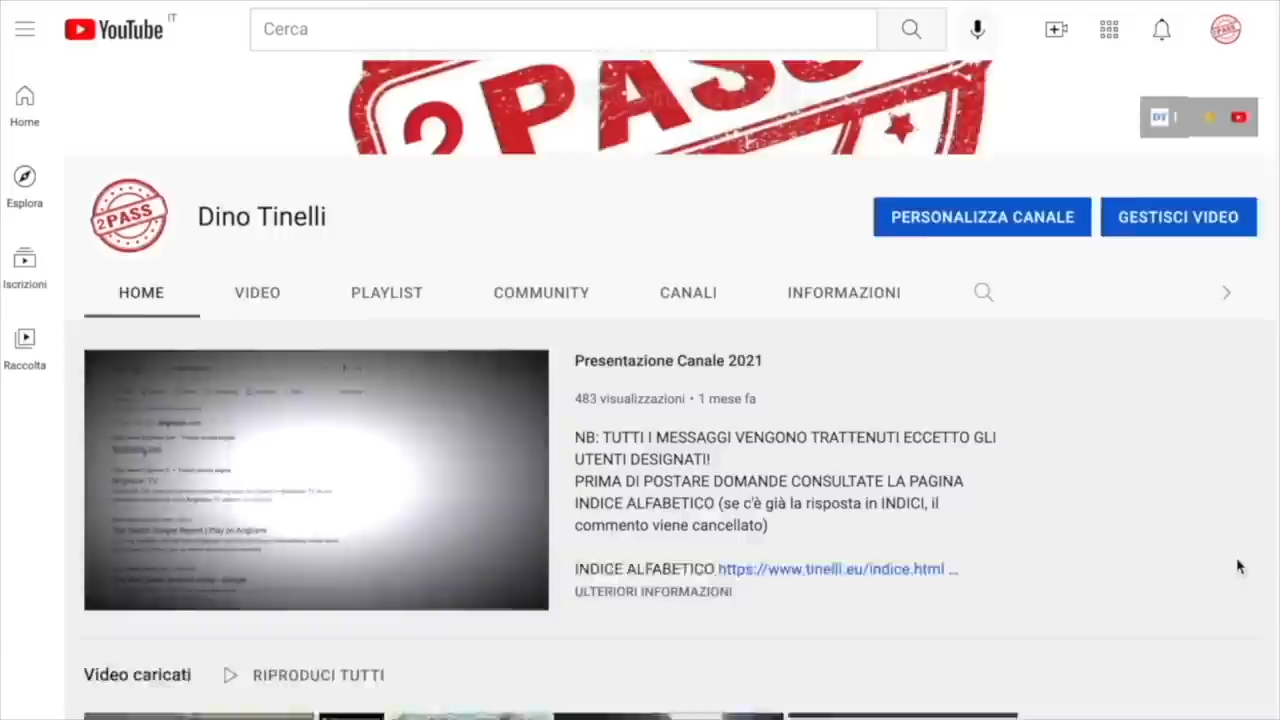 YouTube IT
Cerca
2PASS
Home
DT
Esplora
2PASS
Dino Tinelli
PERSONALIZZA CANALE
GESTISCI VIDEO
Iscrizioni
HOME
VIDEO
PLAYLIST
COMMUNITY
CANALI
INFORMAZIONI
Raccolta
Presentazione Canale 2021
483 visualizzazioni • 1 mese fa
NB: TUTTI I MESSAGGI VENGONO TRATTENUTI ECCETTO GLI
UTENTI DESIGNATI!
PRIMA DI POSTARE DOMANDE CONSULTATE LA PAGINA
INDICE ALFABETICO (se c'è già la risposta in INDICI, il
commento viene cancellato)
INDICE ALFABETICO https://www.tinelli.eu/indice.html ...
ULTERIORI INFORMAZIONI
Video caricati
RIPRODUCI TUTTI